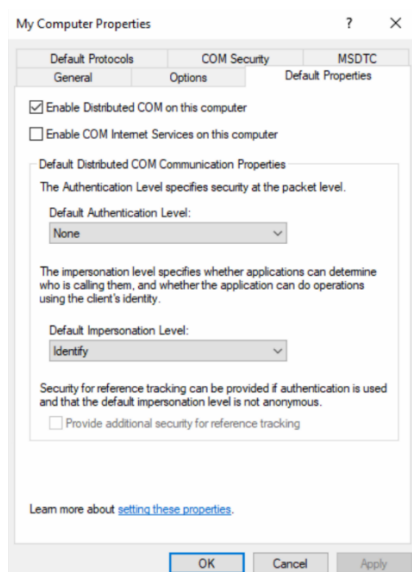 My Computer Properties
Default Protocols COM Security MSDTC
General Options Default Properties
Enable Distributed COM on this computer
Enable COM Internet Services on this computer
Default Distributed COM Communication Properties
The Authentication Level specifies security at the packet level.
Default Authentication Level:
None
The impersonation level specifies whether applications can determine
who is calling them, and whether the application can do operations
using the client's identity.
Default Impersonation Level:
Identify
Security for reference tracking can be provided if authentication is used
and that the default impersonation level is not anonymous.
Provide additional security for reference tracking
Learn more about setting these properties.
OK Cancel Apply